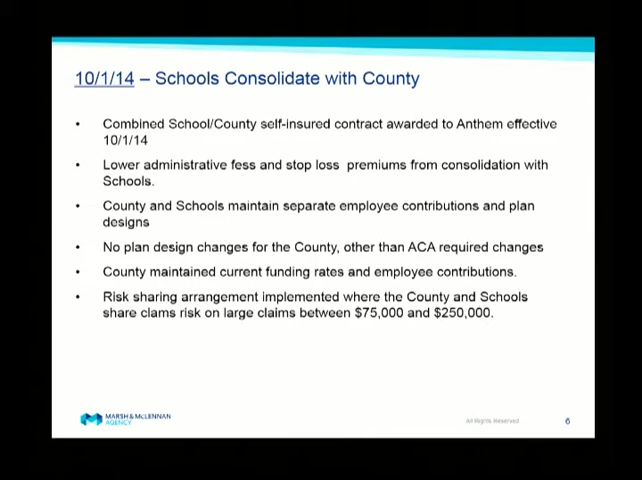 10/1/14 – Schools Consolidate with County
• Combined School/County self-insured contract awarded to Anthem effective
10/1/14
• Lower administrative fess and stop loss premiums from consolidation with
Schools.
• County and Schools maintain separate employee contributions and plan
designs
• No plan design changes for the County, other than ACA required changes
• County maintained current funding rates and employee contributions.
• Risk sharing arrangement implemented where the County and Schools
share clams risk on large claims between $75,000 and $250,000.
MARSH & McLENNAN
AGENCY
All Rights Reserved
6